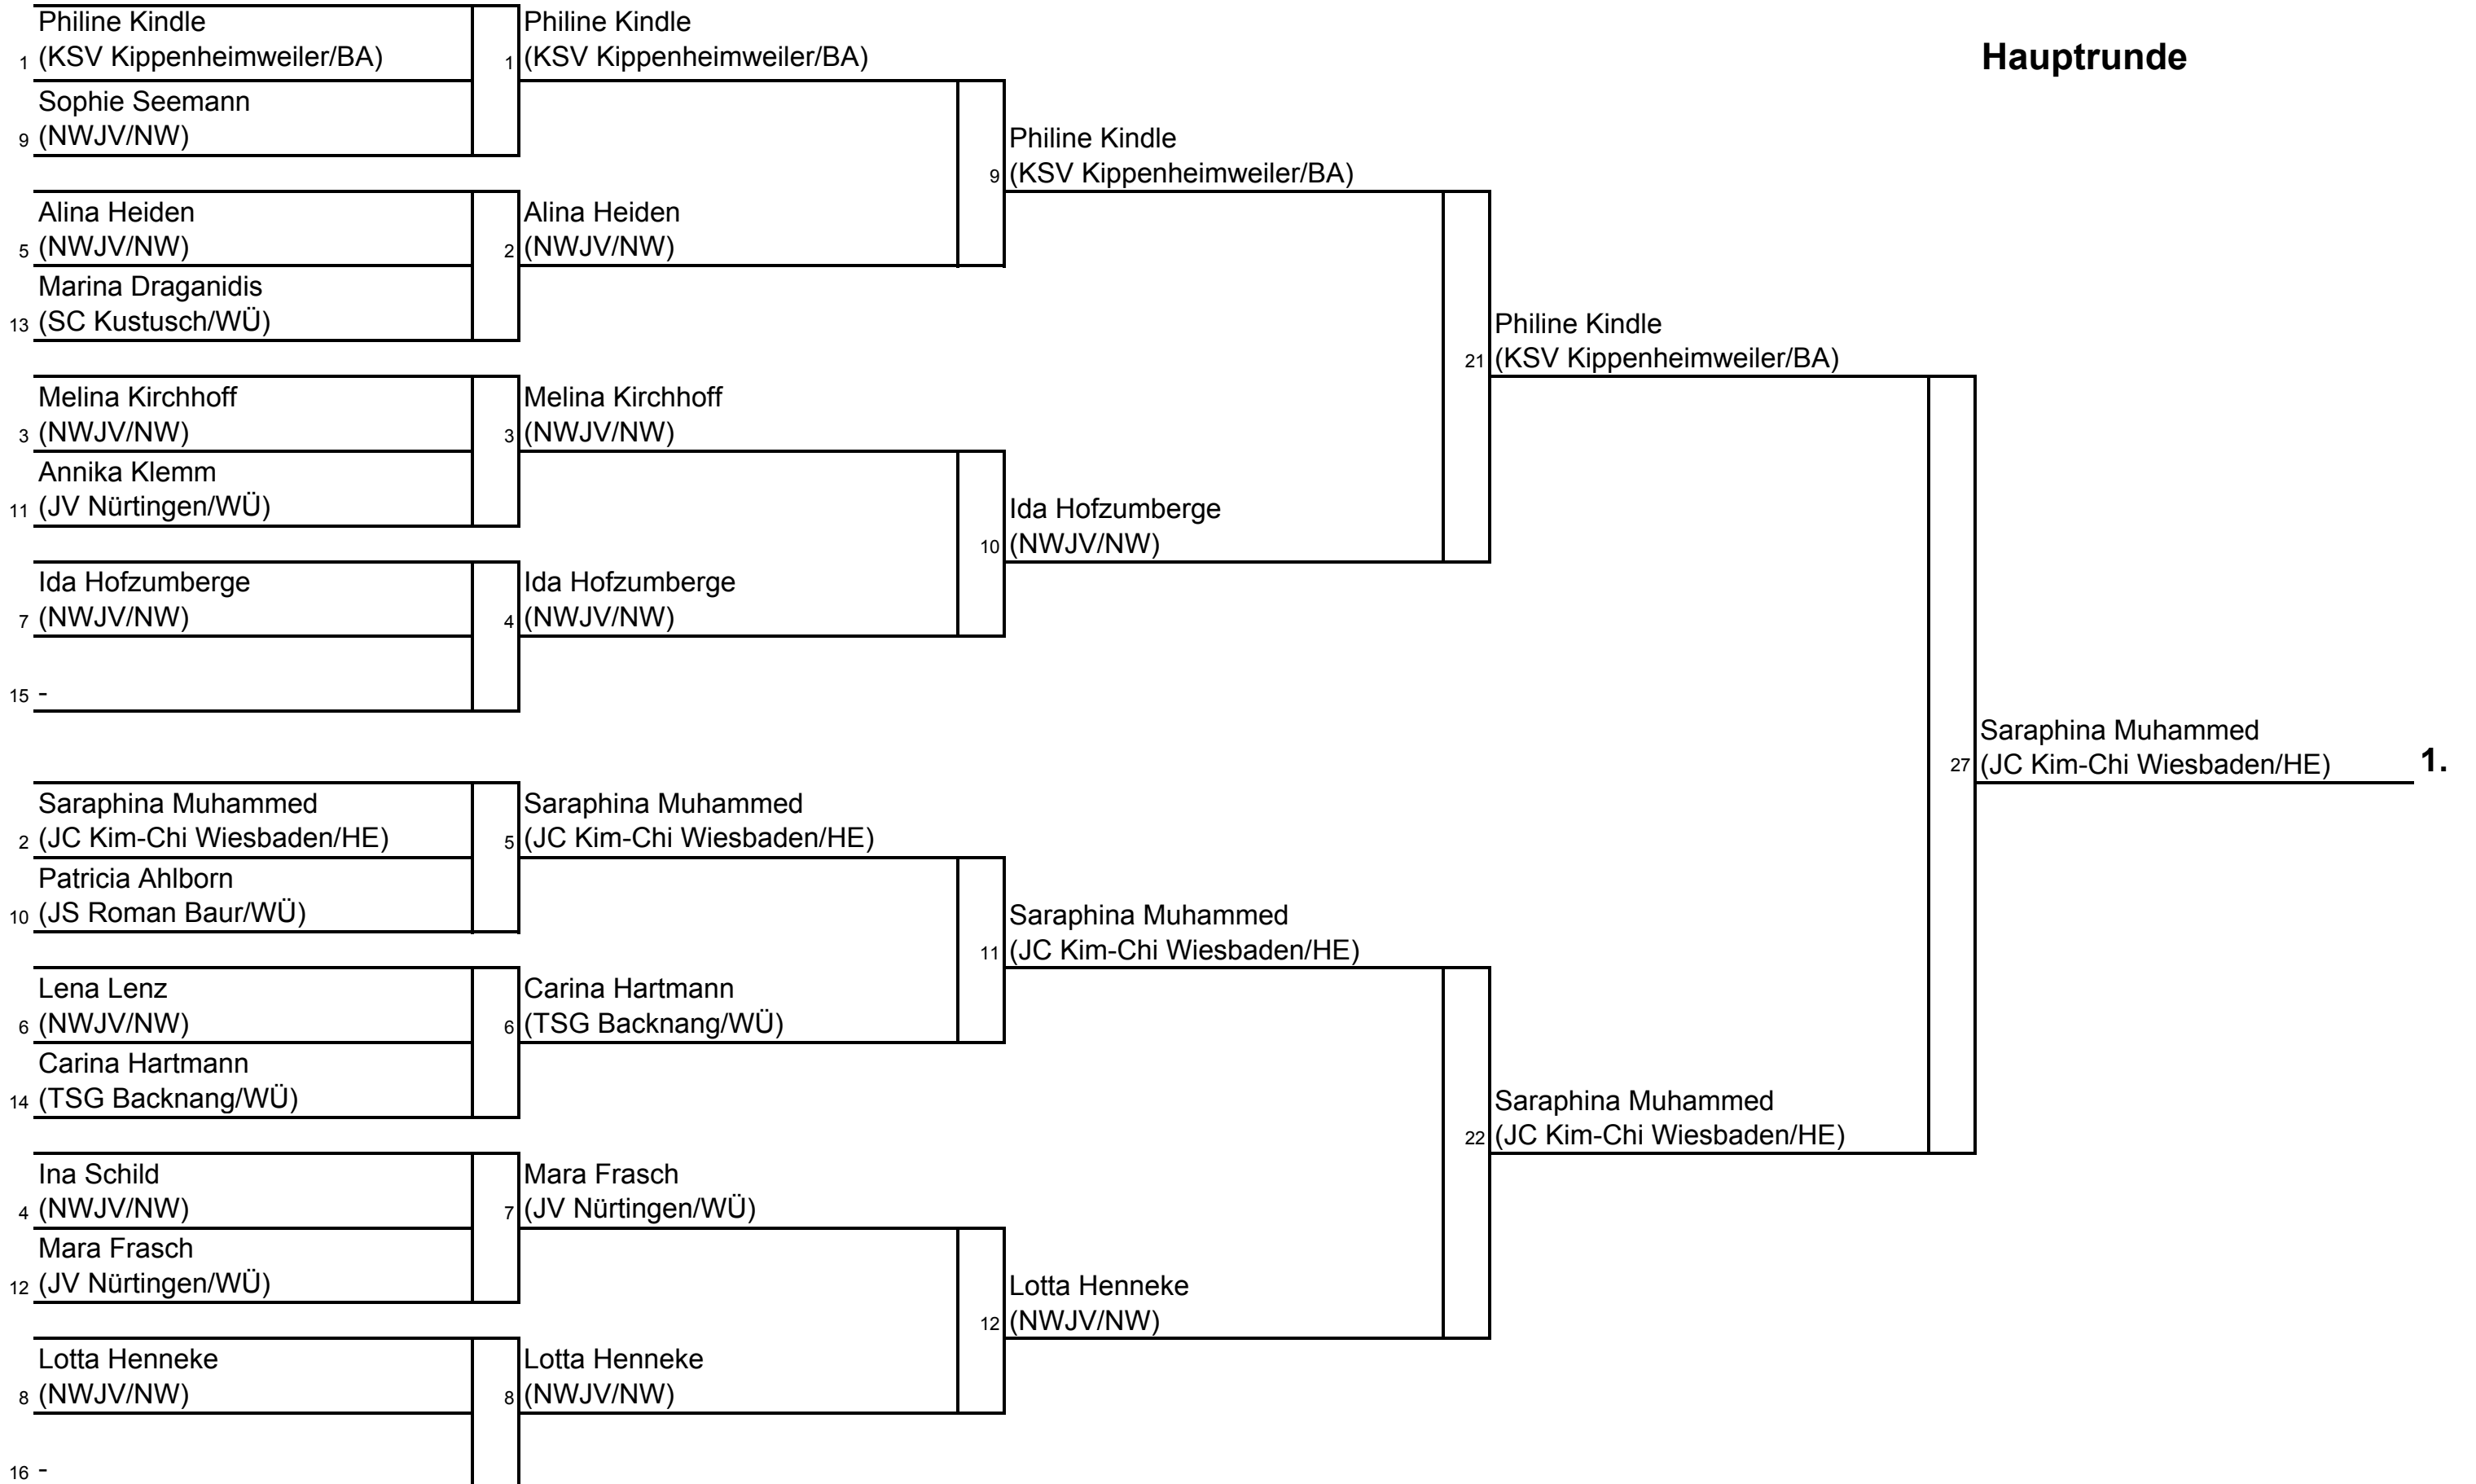 Hauptrunde
Philine Kindle
1 (KSV Kippenheimweiler/BA)
Sophie Seemann
9 (NWJV/NW)
Alina Heiden
5 (NWJV/NW)
Marina Draganidis
13 (SC Kustusch/WÜ)
Melina Kirchhoff
3 (NWJV/NW)
Annika Klemm
11 (JV Nürtingen/WÜ)
Ida Hofzumberge
7 (NWJV/NW)
15 -
Saraphina Muhammed
2 (JC Kim-Chi Wiesbaden/HE)
Patricia Ahlborn
10 (JS Roman Baur/WÜ)
Lena Lenz
6 (NWJV/NW)
Carina Hartmann
14 (TSG Backnang/WÜ)
Ina Schild
4 (NWJV/NW)
Mara Frasch
12 (JV Nürtingen/WÜ)
Lotta Henneke
8 (NWJV/NW)
16 -
Philine Kindle
1 (KSV Kippenheimweiler/BA)
Alina Heiden
2 (NWJV/NW)
Melina Kirchhoff
3 (NWJV/NW)
Ida Hofzumberge
4 (NWJV/NW)
Saraphina Muhammed
5 (JC Kim-Chi Wiesbaden/HE)
Carina Hartmann
6 (TSG Backnang/WÜ)
Mara Frasch
7 (JV Nürtingen/WÜ)
Lotta Henneke
8 (NWJV/NW)
Philine Kindle
9 (KSV Kippenheimweiler/BA)
Ida Hofzumberge
10 (NWJV/NW)
Saraphina Muhammed
11 (JC Kim-Chi Wiesbaden/HE)
Lotta Henneke
12 (NWJV/NW)
Philine Kindle
21 (KSV Kippenheimweiler/BA)
Saraphina Muhammed
22 (JC Kim-Chi Wiesbaden/HE)
Saraphina Muhammed
27 (JC Kim-Chi Wiesbaden/HE) 1.